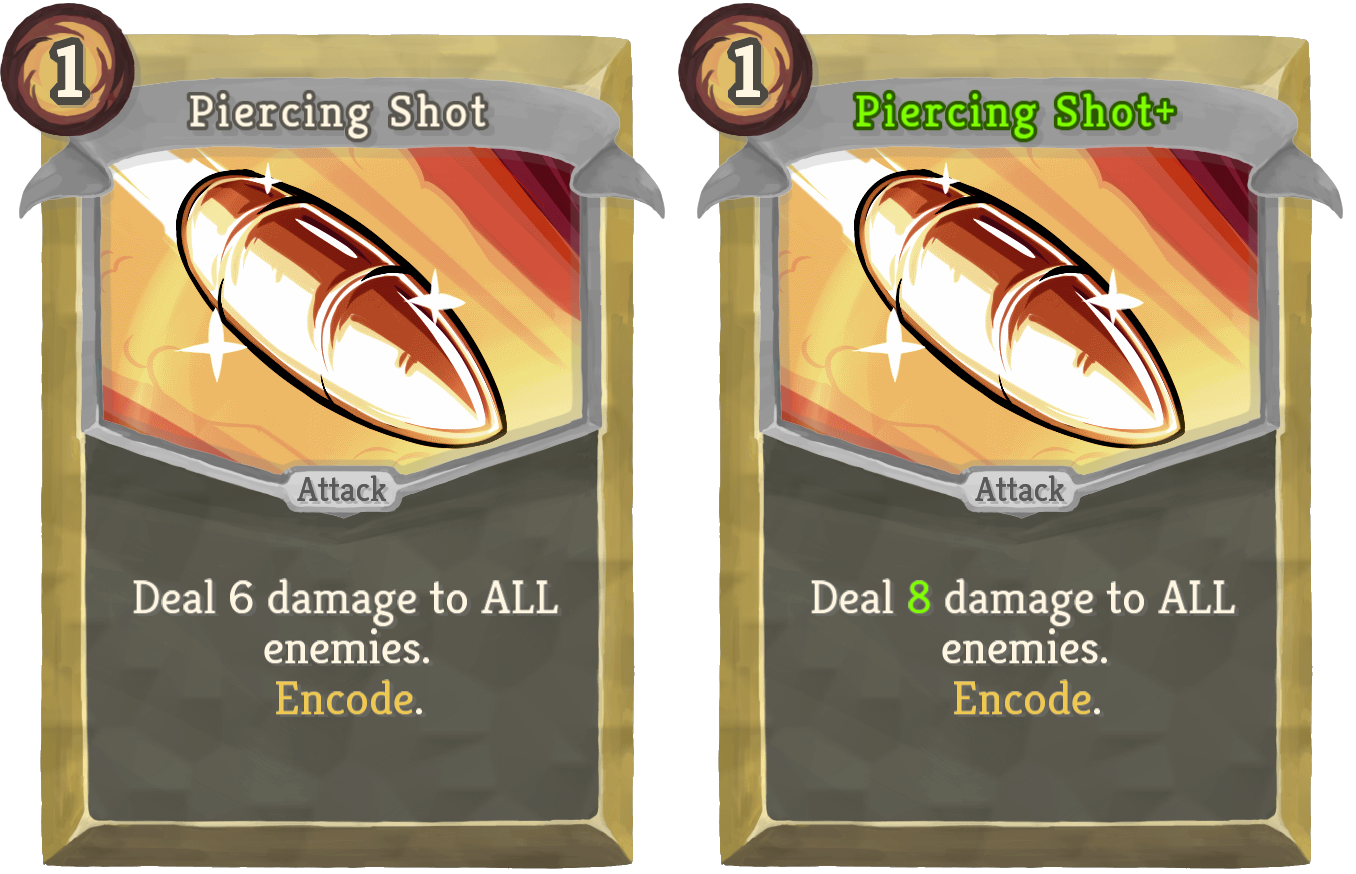 1
Piercing Shot
Attack
Deal 6 damage to ALL
enemies.
Encode.
1
Piercing Shot+
Attack
Deal 8 damage to ALL
enemies.
Encode.